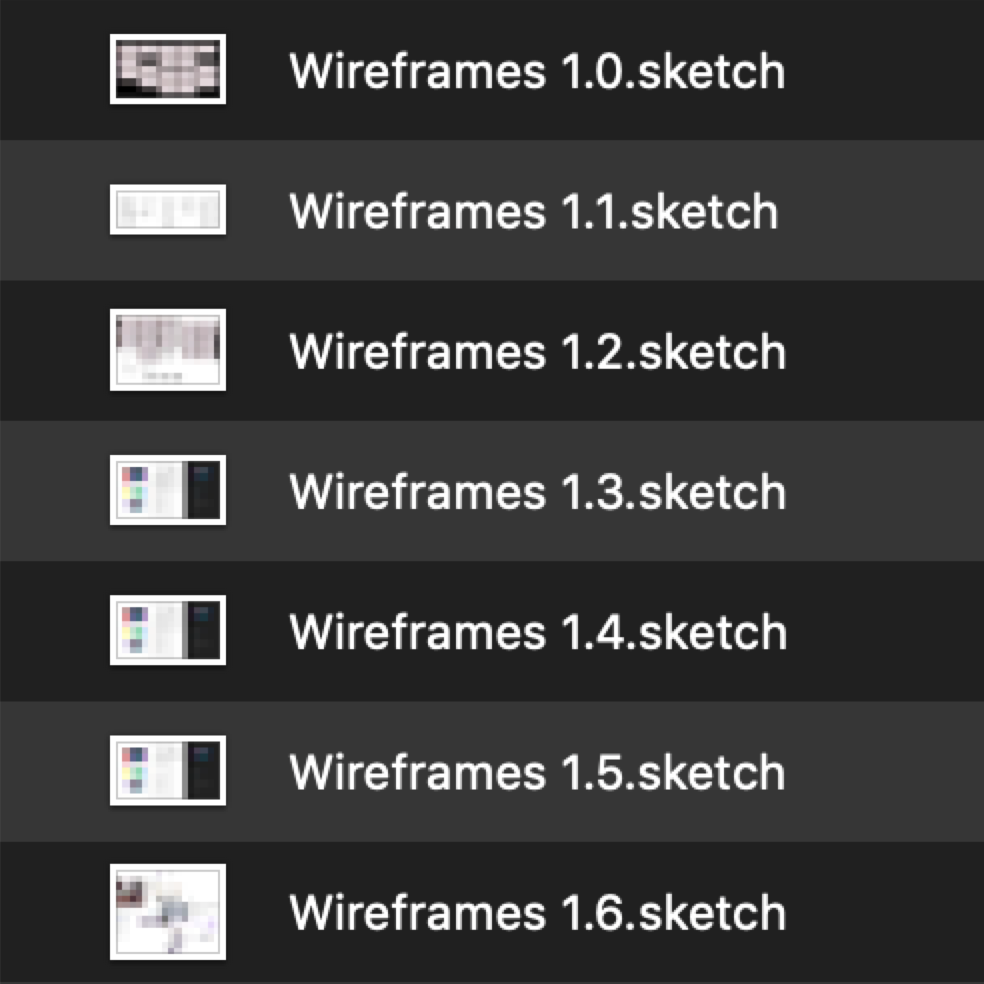 Wireframes 1.0.sketch
Wireframes 1.1.sketch
Wireframes 1.2.sketch
Wireframes 1.3.sketch
Wireframes 1.4.sketch
Wireframes 1.5.sketch
Wireframes 1.6.sketch